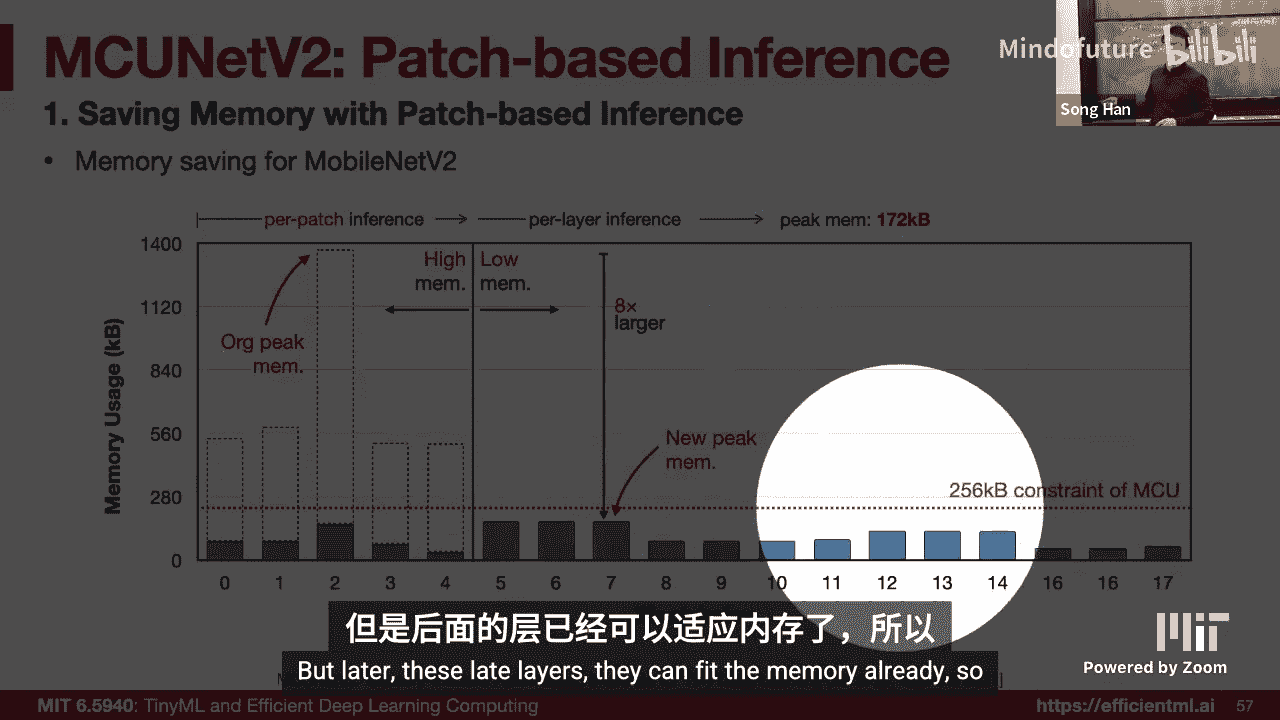 MCUNetV2: Patch-based Inference
Mindofuture bilibili
Song Han
1. Saving Memory with Patch-based Inference
• Memory saving for MobileNetV2
per-patch inference per-layer inference peak mem: 172kB
1400
1120
840
560
280
0
Memory Usage (kB)
High mem.
Low mem.
Org peak mem.
8× larger
New peak mem.
256kB constraint of MCU
0 1 2 3 4 5 6 7 8 9 10 11 12 13 14 16 16 17
但是后面的层已经可以适应内存了，所以
But later, these late layers, they can fit the memory already, so
MIT
Powered by Zoom
MIT 6.5940: TinyML and Efficient Deep Learning Computing
https://efficientml.ai 57